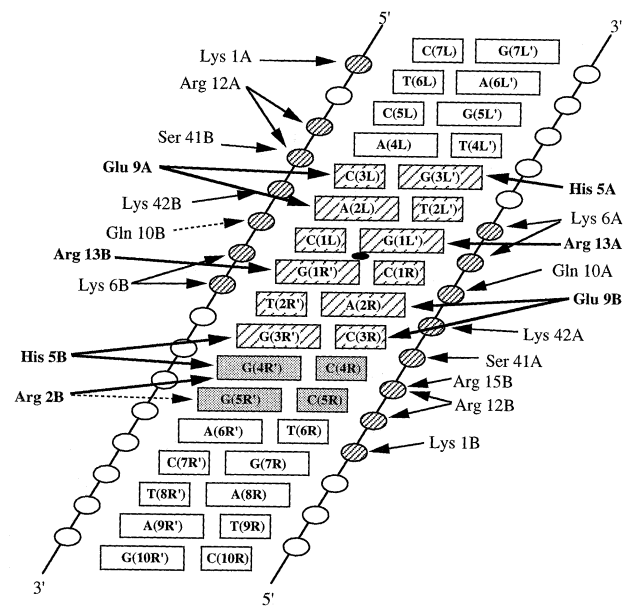 5'
3'
C(7L) G(7L')
Lys 1A
T(6L) A(6L')
Arg 12A
C(5L) G(5L')
Ser 41B
A(4L) T(4L')
Glu 9A
C(3L) G(3L')
His 5A
Lys 42B
A(2L) T(2L')
Lys 6A
Gln 10B
C(1L) G(1L')
Arg 13A
Arg 13B
G(1R') C(1R)
Gln 10A
Lys 6B
T(2R') A(2R)
Glu 9B
G(3R') C(3R)
Lys 42A
His 5B
G(4R') C(4R)
Ser 41A
Arg 2B
G(5R') C(5R)
Arg 15B
Arg 12B
A(6R') T(6R)
Lys 1B
C(7R') G(7R)
T(8R') A(8R)
A(9R') T(9R)
G(10R') C(10R)
3'
5'